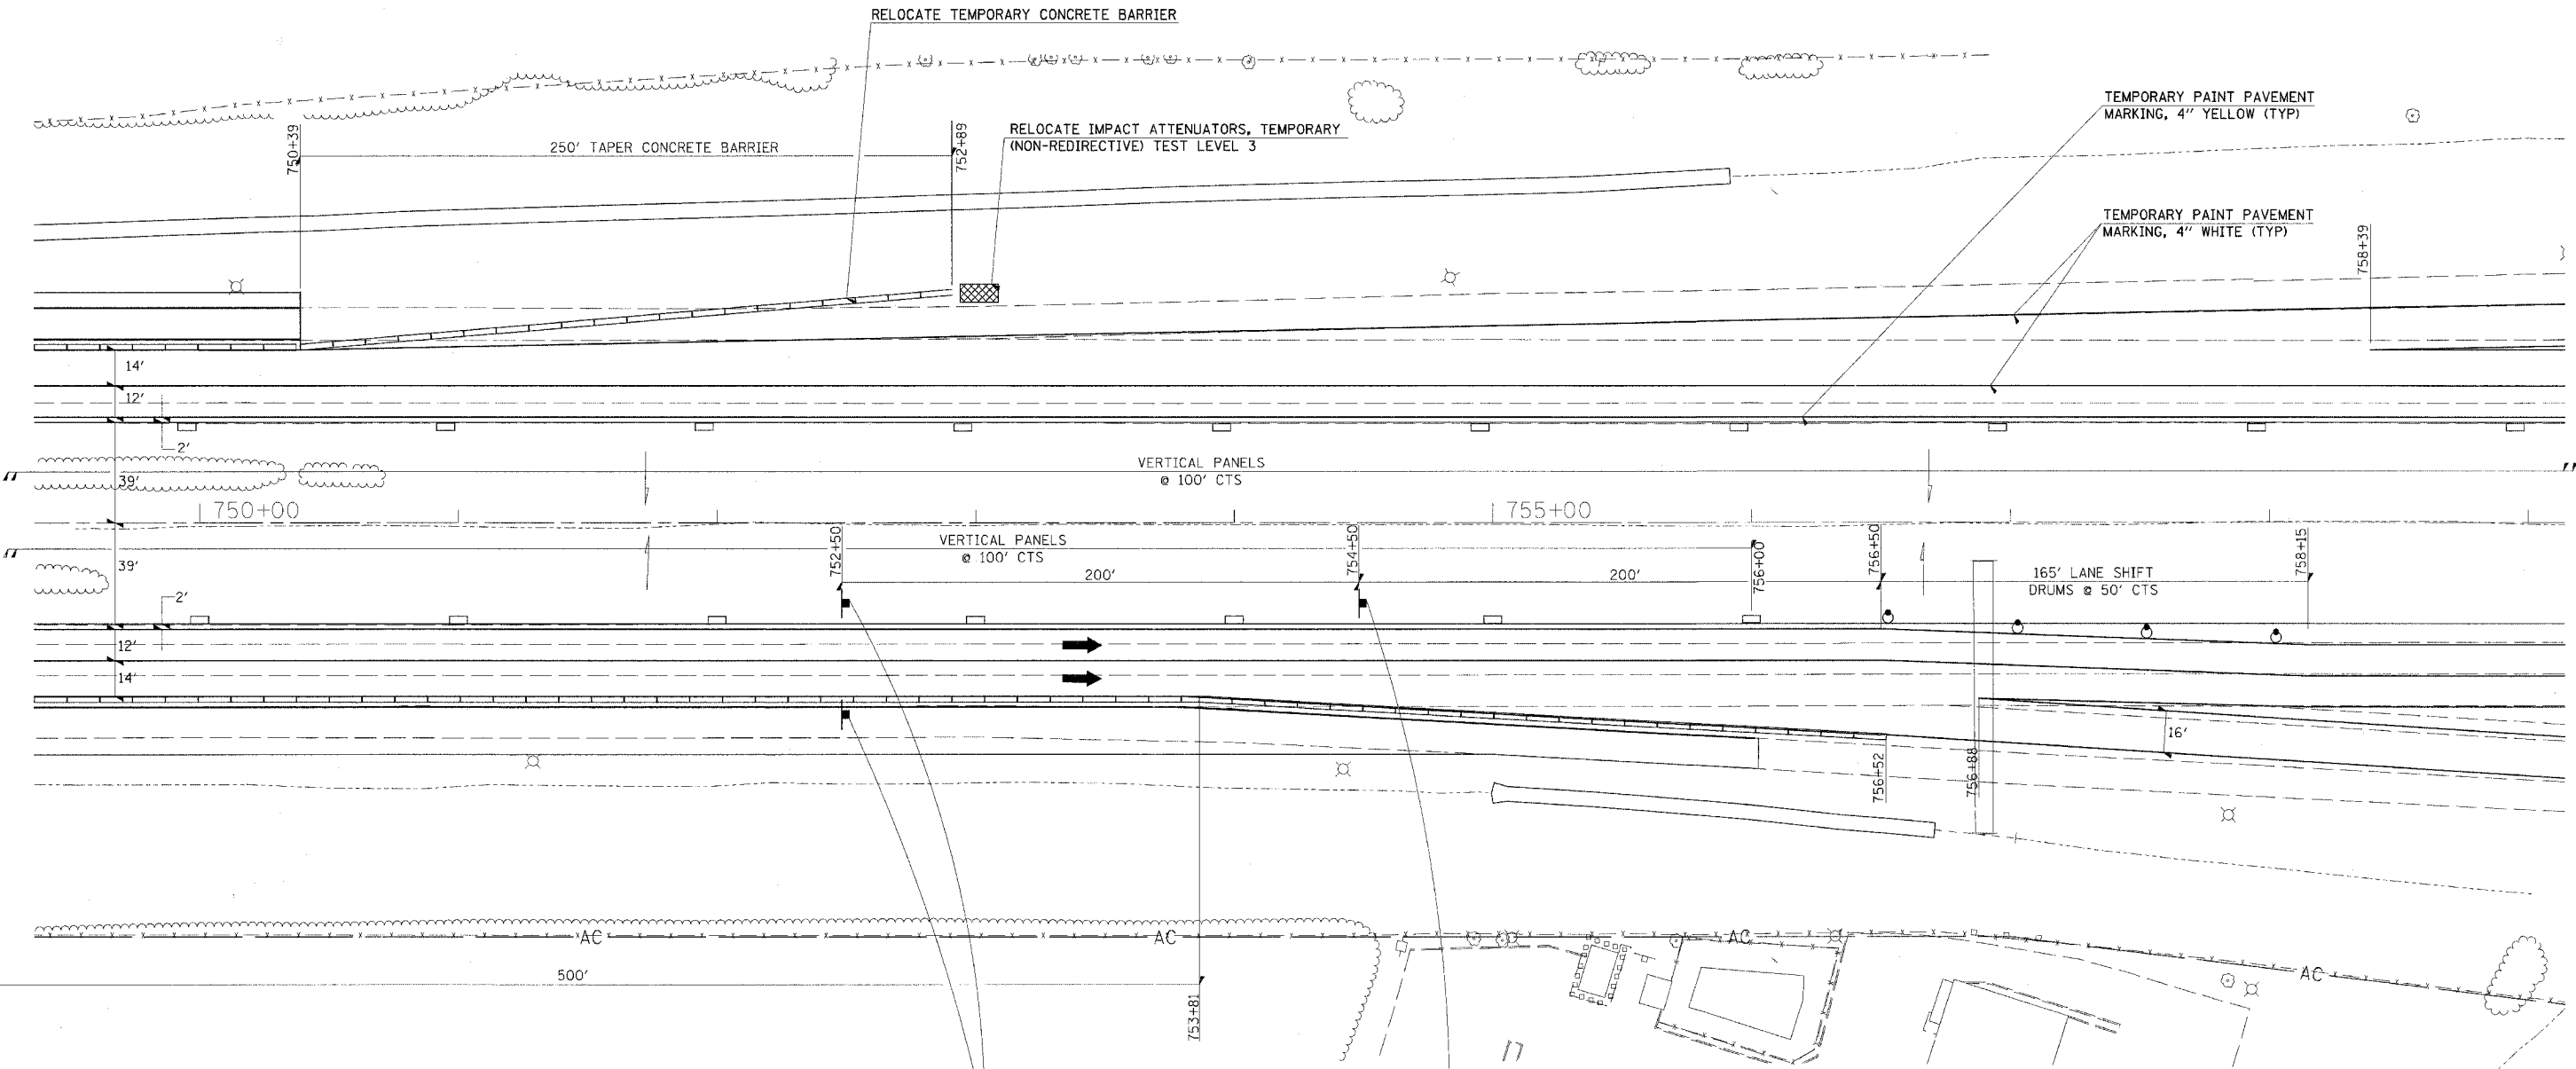 RELOCATE TEMPORARY CONCRETE BARRIER
TEMPORARY PAINT PAVEMENT
MARKING, 4" YELLOW (TYP)
750+39
250' TAPER CONCRETE BARRIER
752+89
RELOCATE IMPACT ATTENUATORS, TEMPORARY
(NON-REDIRECTIVE) TEST LEVEL 3
TEMPORARY PAINT PAVEMENT
MARKING, 4" WHITE (TYP)
758+39
14'
12'
2'
39'
VERTICAL PANELS
@ 100' CTS
750+00
755+00
VERTICAL PANELS
@ 100' CTS
39'
752+50
200'
754+50
200'
756+00
756+50
165' LANE SHIFT
DRUMS @ 50' CTS
758+15
2'
12'
14'
16'
756+52
756+88
AC
AC
AC
AC
500'
753+81